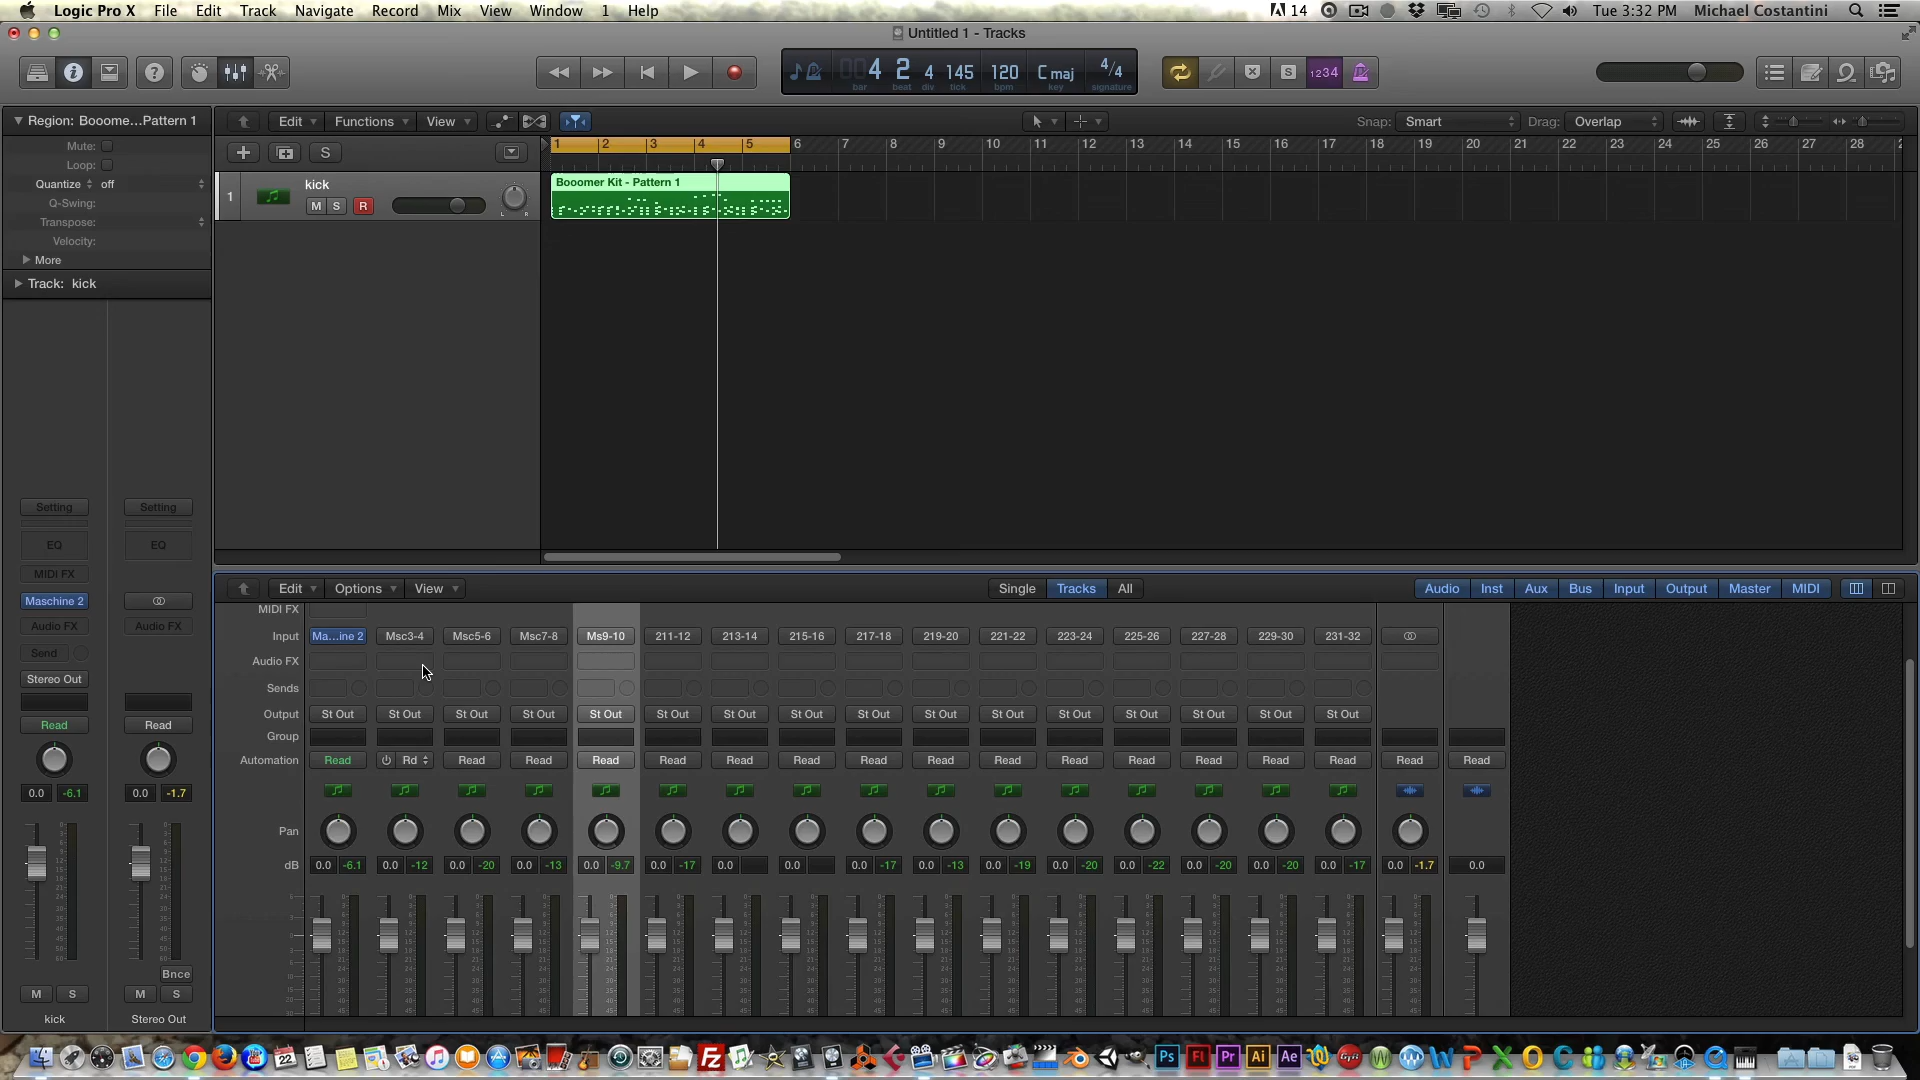 Logic Pro X File Edit Track Navigate Record Mix View Window 1 Help 14 Tue 3:32 PM Michael Costantini
Untitled 1 - Tracks
004 2 4 145 120 C maj 4/4
bar beat div tick bpm key signature
S 1234
Region: Booome...Pattern 1
Edit Functions View Snap: Smart Drag: Overlap
Mute:
Loop:
Quantize off
Q-Swing:
Transpose:
Velocity:
More
Track: kick
S
1 2 3 4 5 6 7 8 9 10 11 12 13 14 15 16 17 18 19 20 21 22 23 24 25 26 27 28
1 kick
M S R
L R
Booomer Kit - Pattern 1
Setting Setting
EQ EQ
MIDI FX
Maschine 2
Audio FX Audio FX
Send
Stereo Out
Read Read
0.0 -6.1 0.0 -1.7
Bnce
M S M S
kick Stereo Out
Edit Options View Single Tracks All Audio Inst Aux Bus Input Output Master MIDI
MIDI FX
Input Ma...ine 2 Msc3-4 Msc5-6 Msc7-8 Ms9-10 211-12 213-14 215-16 217-18 219-20 221-22 223-24 225-26 227-28 229-30 231-32
Audio FX
Sends
Output St Out St Out St Out St Out St Out St Out St Out St Out St Out St Out St Out St Out St Out St Out St Out St Out
Group
Automation Read Rd Read Read Read Read Read Read Read Read Read Read Read Read Read Read Read Read
Pan
dB 0.0 -6.1 0.0 -12 0.0 -20 0.0 -13 0.0 -9.7 0.0 -17 0.0 0.0 0.0 -17 0.0 -13 0.0 -19 0.0 -20 0.0 -22 0.0 -20 0.0 -20 0.0 -17 0.0 -1.7 0.0
22 FZ Ps Fl Pr Ai Ae